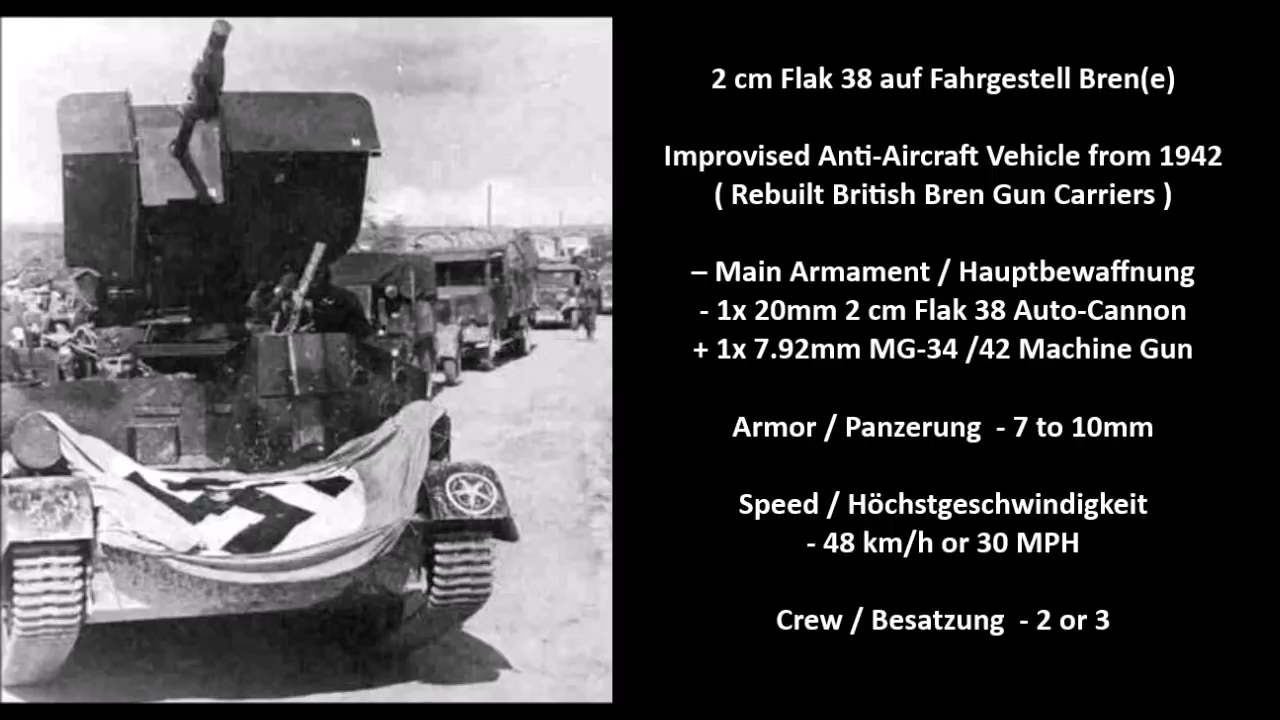 2 cm Flak 38 auf Fahrgestell Bren(e)
Improvised Anti-Aircraft Vehicle from 1942
( Rebuilt British Bren Gun Carriers )
– Main Armament / Hauptbewaffnung
- 1x 20mm 2 cm Flak 38 Auto-Cannon
+ 1x 7.92mm MG-34 /42 Machine Gun
Armor / Panzerung - 7 to 10mm
Speed / Höchstgeschwindigkeit
- 48 km/h or 30 MPH
Crew / Besatzung - 2 or 3